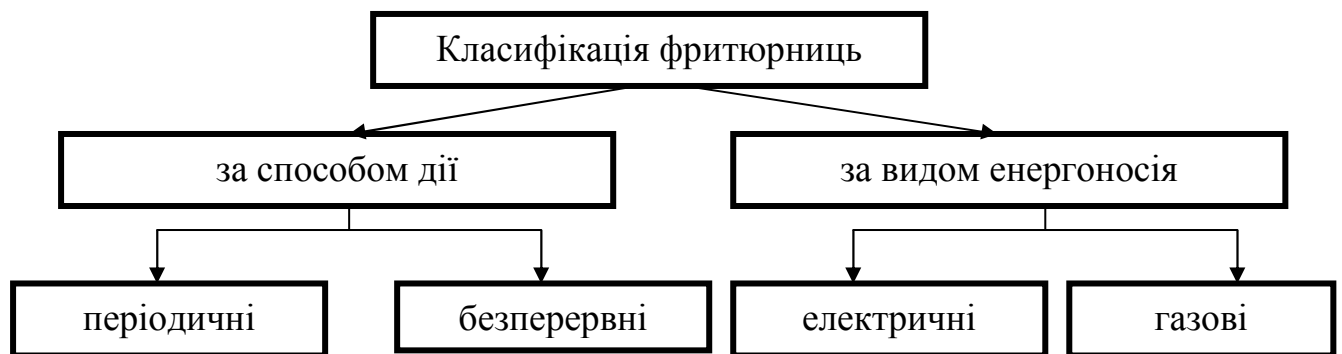 Класифікація фритюрниць
за способом дії
за видом енергоносія
періодичні
безперервні
електричні
газові